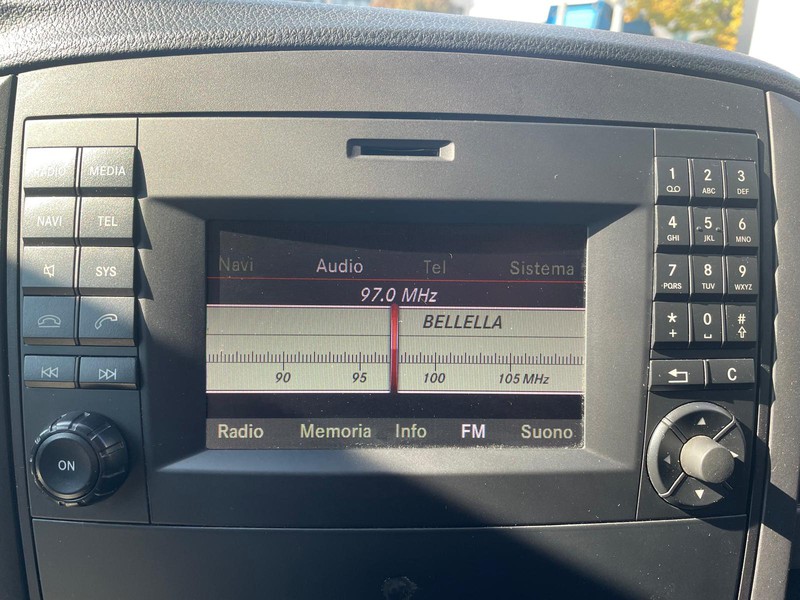 RADIO MEDIA
NAVI TEL
SYS
ON
Navi Audio Tel Sistema
97.0 MHz
BELLELLA
90 95 100 105 MHz
Radio Memoria Info FM Suono
1 2 3
ABC DEF
4 5 6
GHI JKL MNO
7 8 9
PQRS TUV WXYZ
* 0 #
+
C